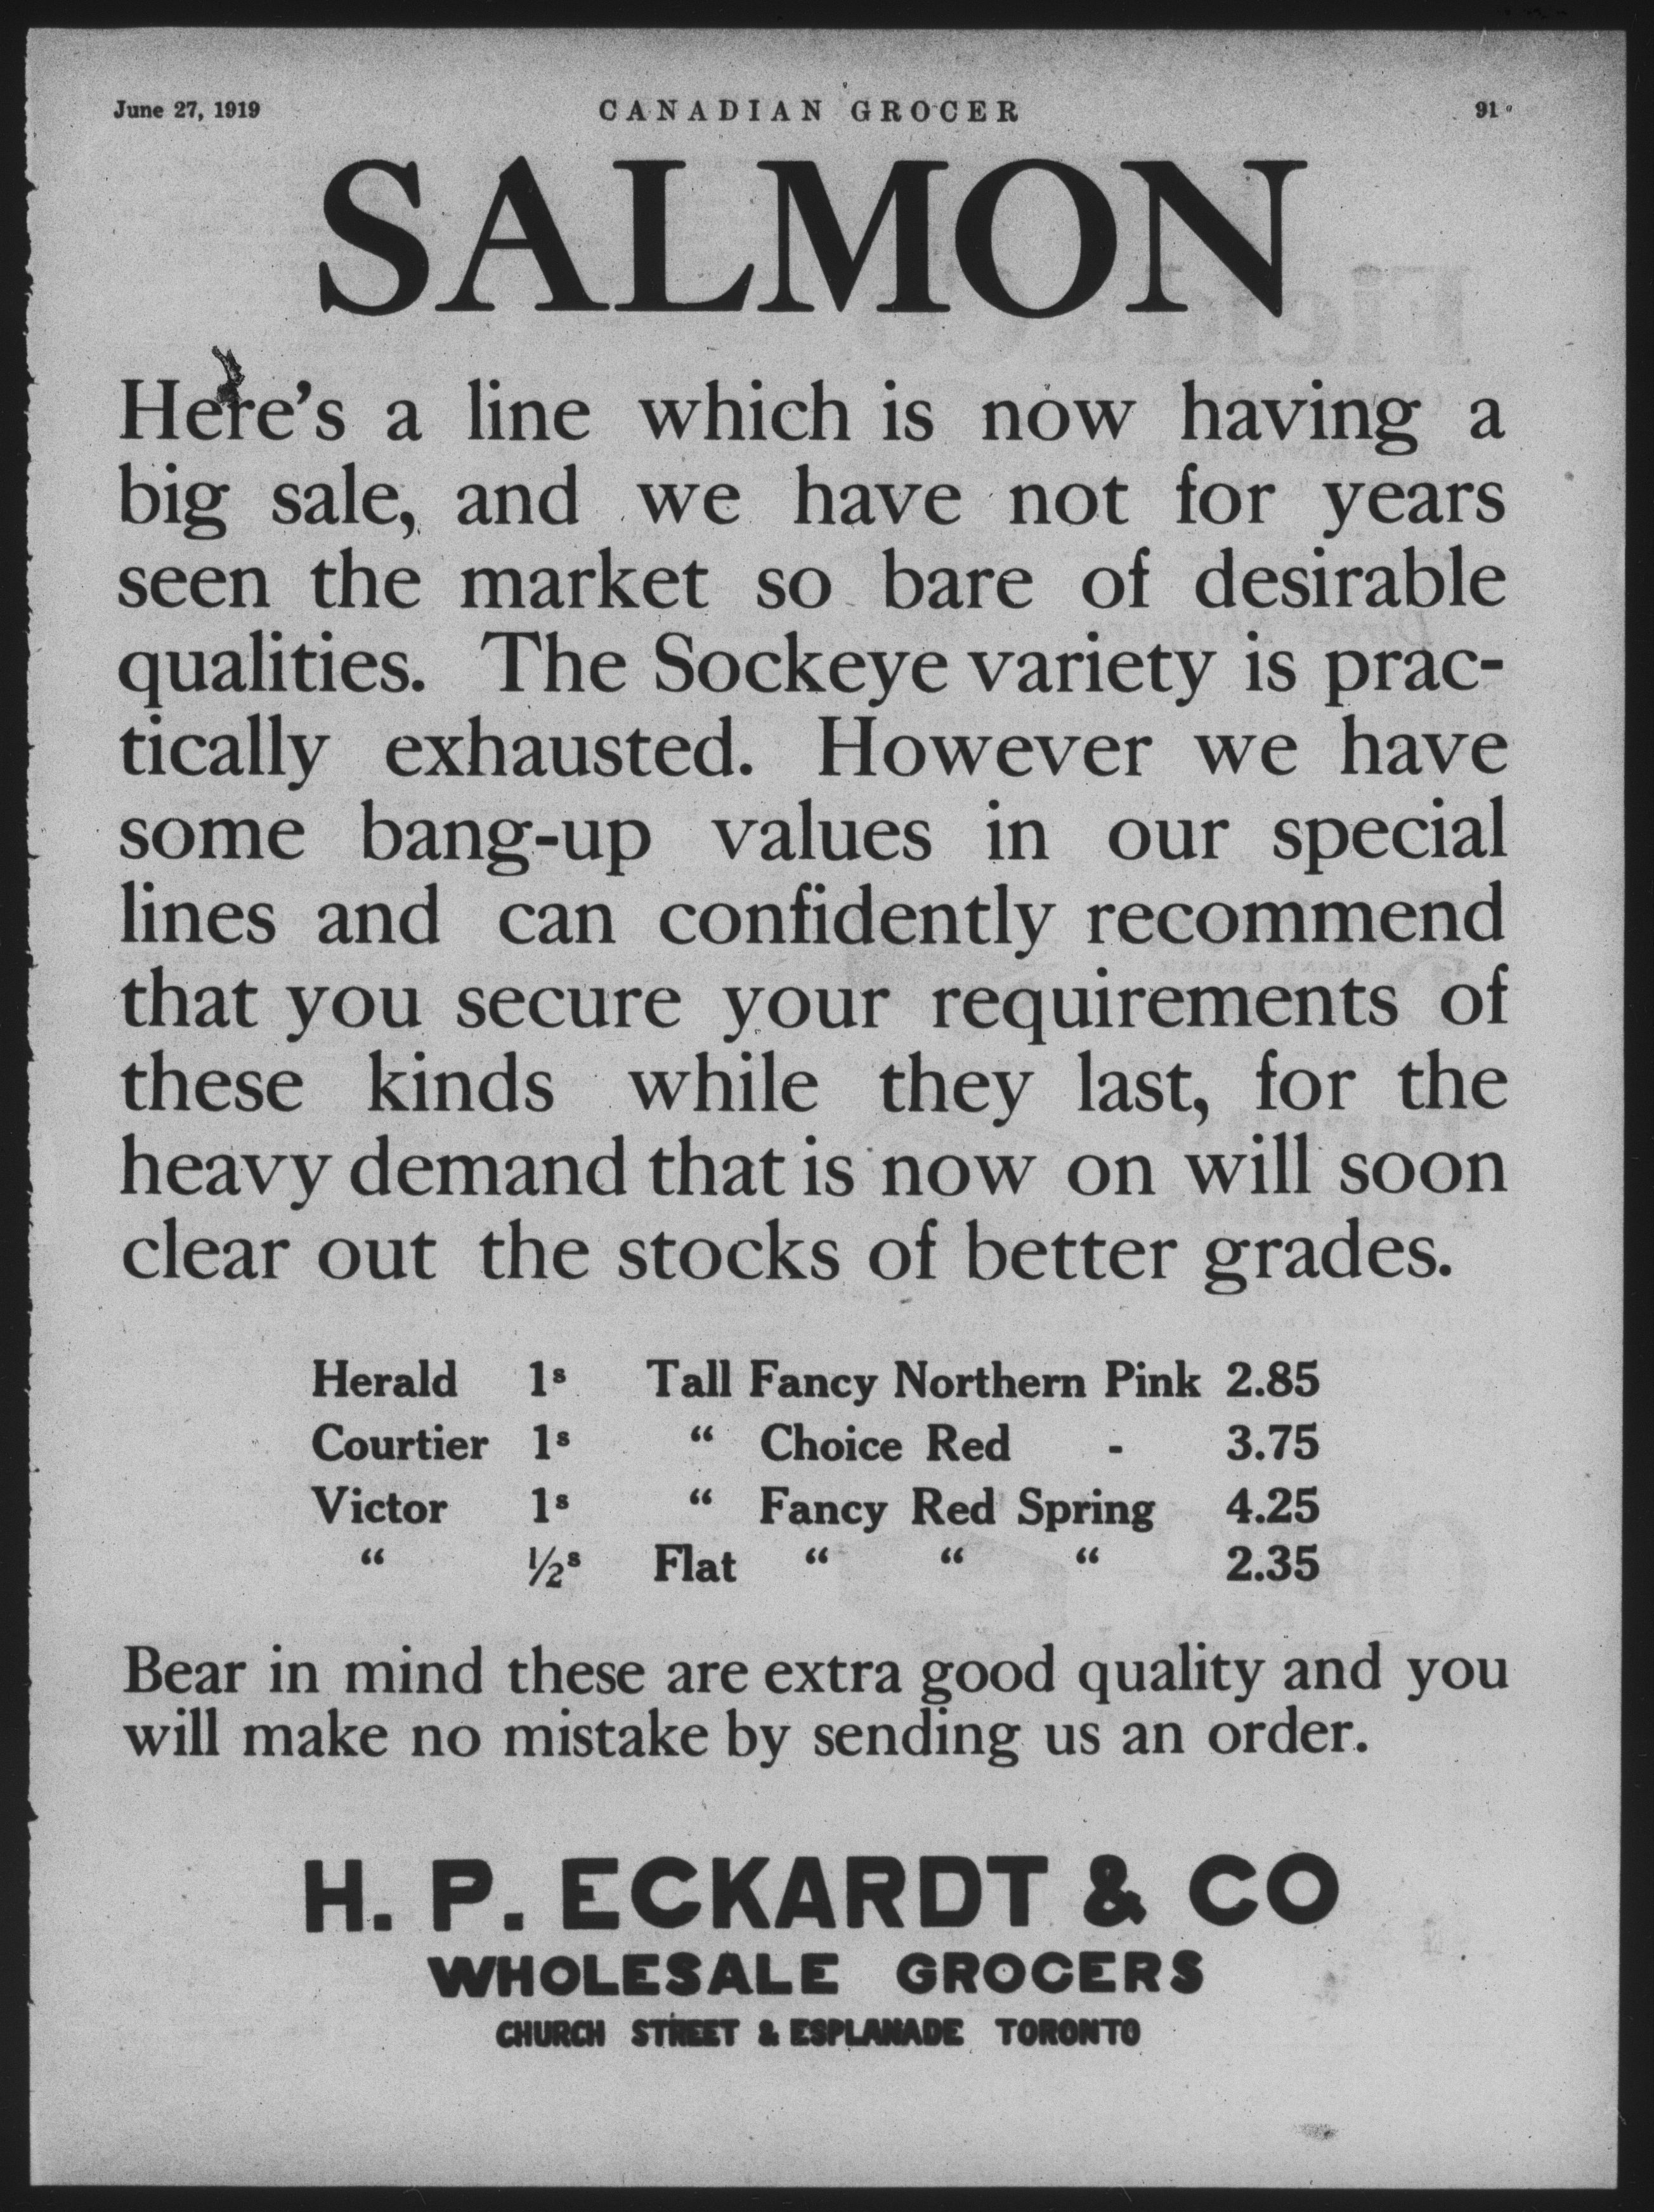 June 27, 1919 CANADIAN GROCER 91
SALMON
Here's a line which is now having a
big sale, and we have not for years
seen the market so bare of desirable
qualities. The Sockeye variety is prac-
tically exhausted. However we have
some bang-up values in our special
lines and can confidently recommend
that you secure your requirements of
these kinds while they last, for the
heavy demand that is now on will soon
clear out the stocks of better grades.
Herald 1s Tall Fancy Northern Pink 2.85
Courtier 1s “ Choice Red - 3.75
Victor 1s “ Fancy Red Spring 4.25
“ ½s Flat “ “ “ 2.35
Bear in mind these are extra good quality and you
will make no mistake by sending us an order.
H. P. ECKARDT & CO
WHOLESALE GROCERS
CHURCH STREET & ESPLANADE TORONTO